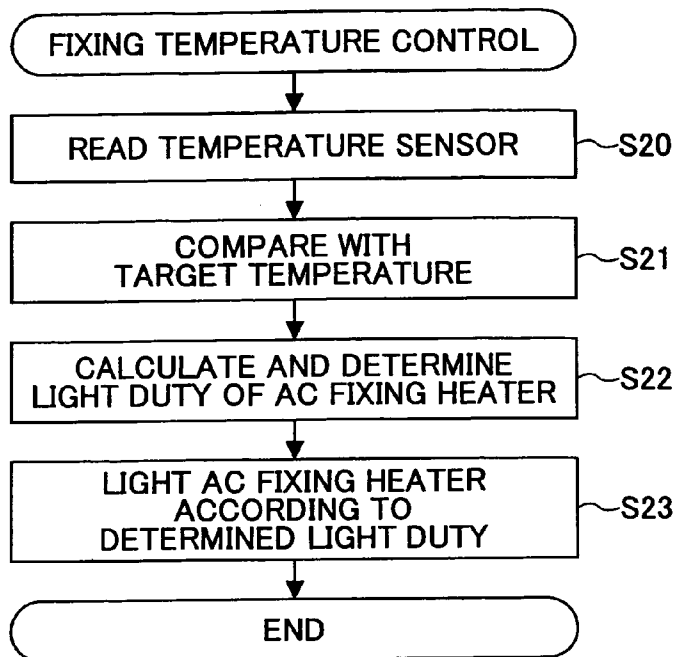 FIXING TEMPERATURE CONTROL
READ TEMPERATURE SENSOR
S20
COMPARE WITH
TARGET TEMPERATURE
S21
CALCULATE AND DETERMINE
LIGHT DUTY OF AC FIXING HEATER
S22
LIGHT AC FIXING HEATER
ACCORDING TO
DETERMINED LIGHT DUTY
S23
END